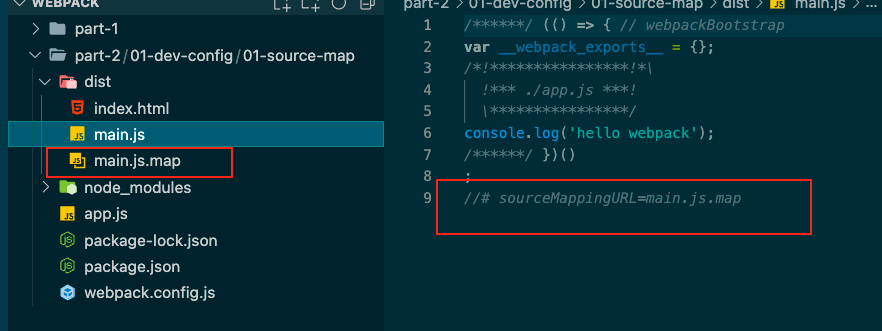 WEBPACK
part-1
part-2/01-dev-config/01-source-map
dist
index.html
main.js
main.js.map
node_modules
app.js
package-lock.json
package.json
webpack.config.js
part-2 > 01-dev-config > 01-source-map > dist > JS main.js > ...
1 /******/ (() => { // webpackBootstrap
2 var __webpack_exports__ = {};
3 /*!****************!*\
4 !*** ./app.js ***!
5 \****************/
6 console.log('hello webpack');
7 /******/ })()
8 ;
9 //# sourceMappingURL=main.js.map